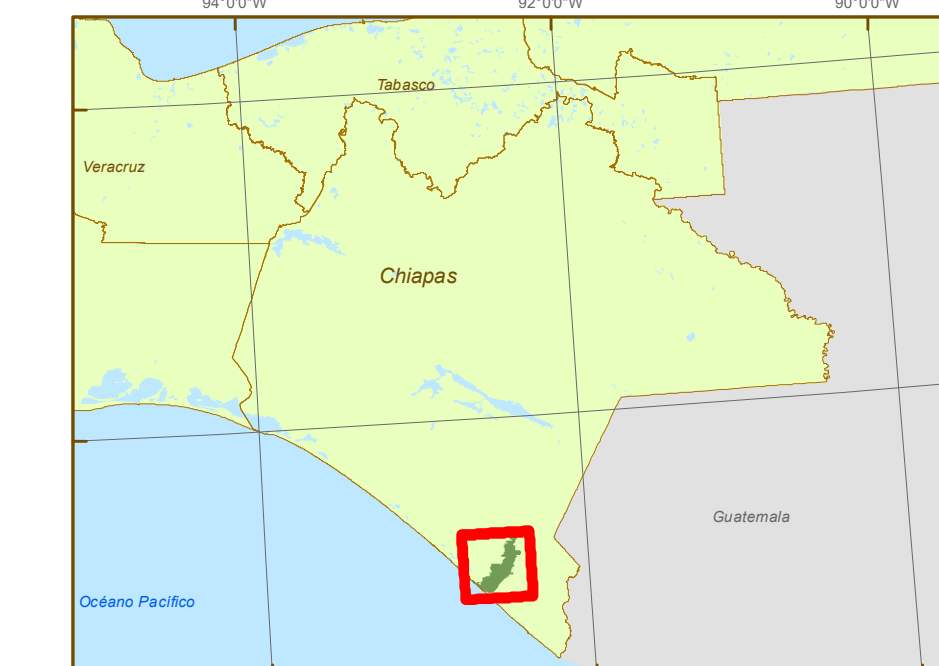 94°0'0"W 92°0'0"W 90°0'0"W
Tabasco
Veracruz
Chiapas
Guatemala
Océano Pacífico